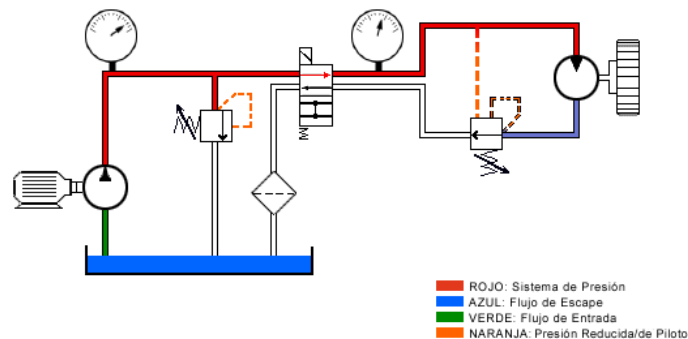 ROJO: Sistema de Presión
AZUL: Flujo de Escape
VERDE: Flujo de Entrada
NARANJA: Presión Reducida/de Piloto